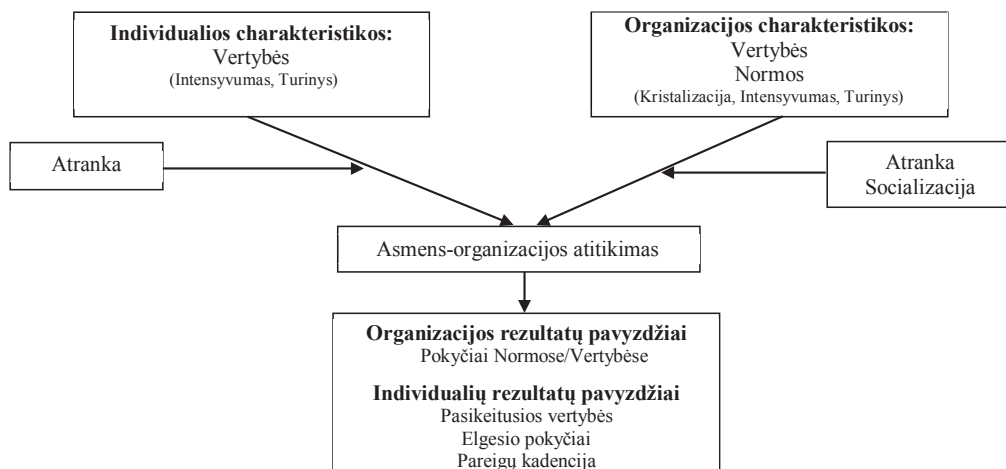 Individualios charakteristikos:
Vertybės
(Intensyvumas, Turinys)
Organizacijos charakteristikos:
Vertybės
Normos
(Kristalizacija, Intensyvumas, Turinys)
Atranka
Atranka
Socializacija
Asmens-organizacijos atitikimas
Organizacijos rezultatų pavyzdžiai
Pokyčiai Normose/Vertybėse
Individualių rezultatų pavyzdžiai
Pasikeitusios vertybės
Elgesio pokyčiai
Pareigų kadencija